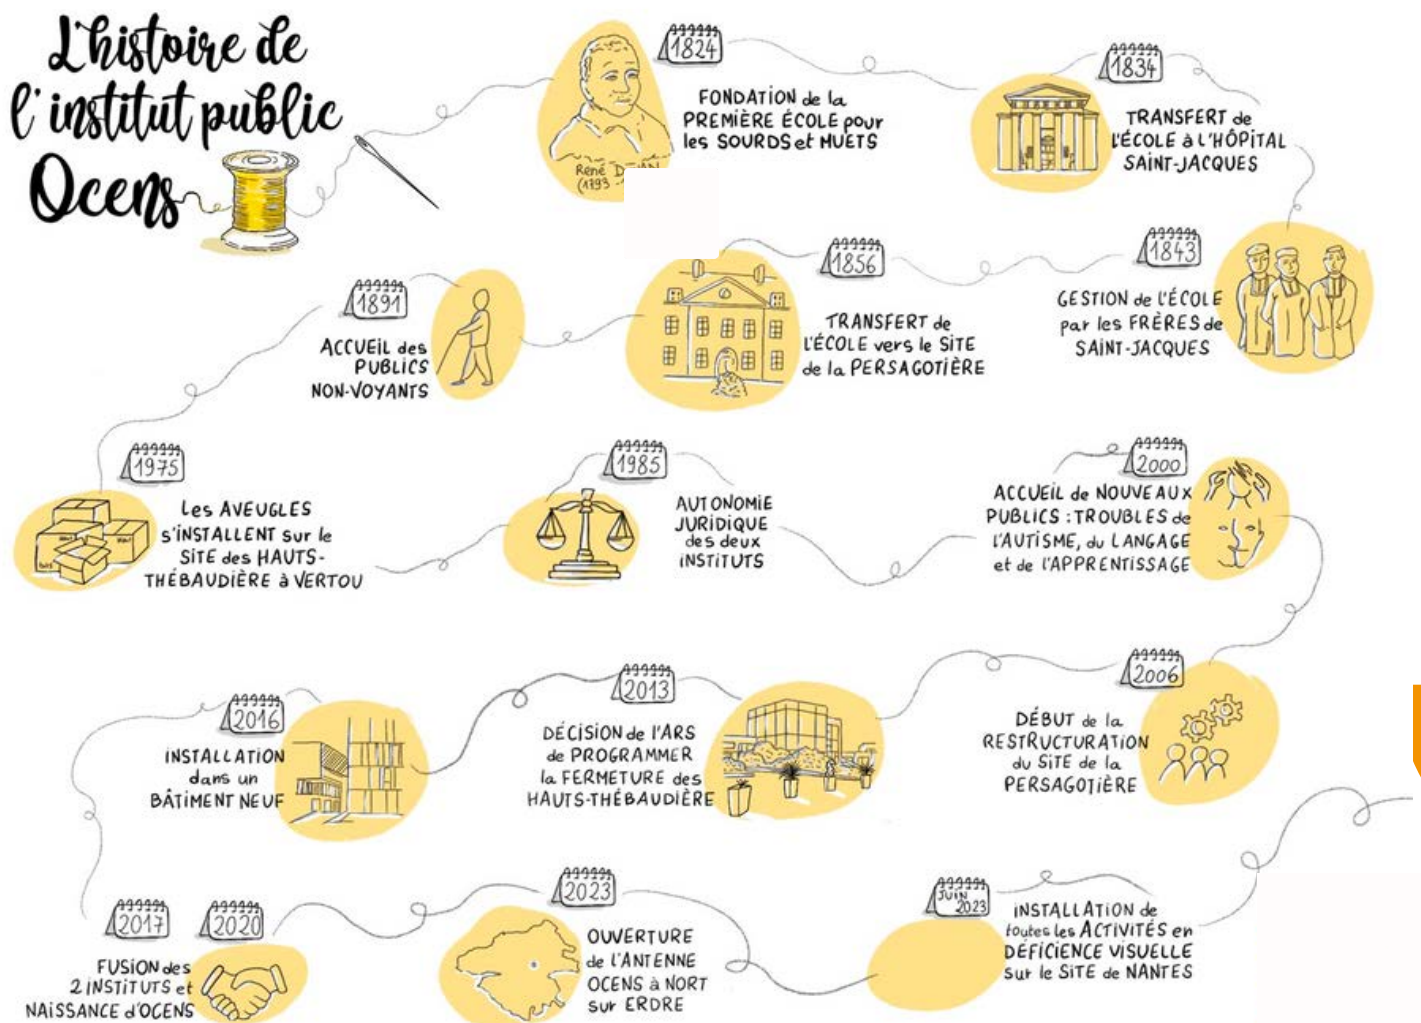 L'histoire de
l'institut public
Ocens
1824
FONDATION de la
PREMIÈRE ÉCOLE pour
les SOURDS et MUETS
René
(1793 -
1834
TRANSFERT de
L'ÉCOLE à L'HÔPITAL
SAINT-JACQUES
1843
GESTION de L'ÉCOLE
par les FRÈRES de
SAINT-JACQUES
1856
TRANSFERT de
L'ÉCOLE vers le SITE
de la PERSAGOTIÈRE
1891
ACCUEIL des
PUBLICS
NON-VOYANTS
1975
Les AVEUGLES
S'INSTALLENT sur le
SITE des HAUTS-
THÉBAUDIÈRE à VERTOU
1985
AUTONOMIE
JURIDIQUE
des deux
INSTITUTS
2000
ACCUEIL de NOUVEAUX
PUBLICS : TROUBLES de
L'AUTISME, du LANGAGE
et de l'APPRENTISSAGE
2006
DÉBUT de la
RESTRUCTURATION
du SITE de la
PERSAGOTIÈRE
2013
DÉCISION de l'ARS
de PROGRAMMER
la FERMETURE des
HAUTS-THÉBAUDIÈRE
2016
INSTALLATION
dans un
BÂTIMENT NEUF
2017
2020
FUSION des
2 INSTITUTS et
NAISSANCE d'OCENS
2023
OUVERTURE
de l'ANTENNE
OCENS à NORT
sur ERDRE
JUIN
2023
INSTALLATION de
toutes les ACTIVITÉS en
DÉFICIENCE VISUELLE
sur le SITE de NANTES